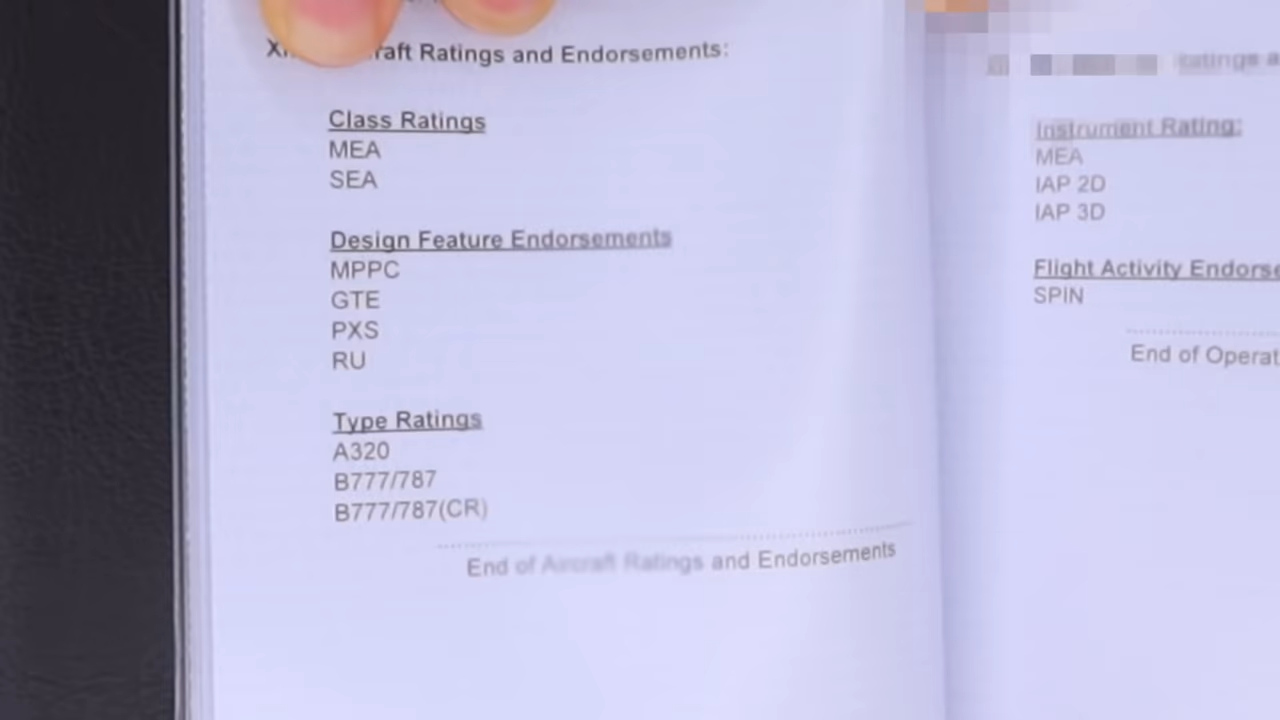 raft Ratings and Endorsements:
Class Ratings
MEA
SEA
Design Feature Endorsements
MPPC
GTE
PXS
RU
Type Ratings
A320
B777/787
B777/787(CR)
End of Aircraft Ratings and Endorsements
Instrument Rating:
MEA
IAP 2D
IAP 3D
Flight Activity Endorse
SPIN
End of Operat